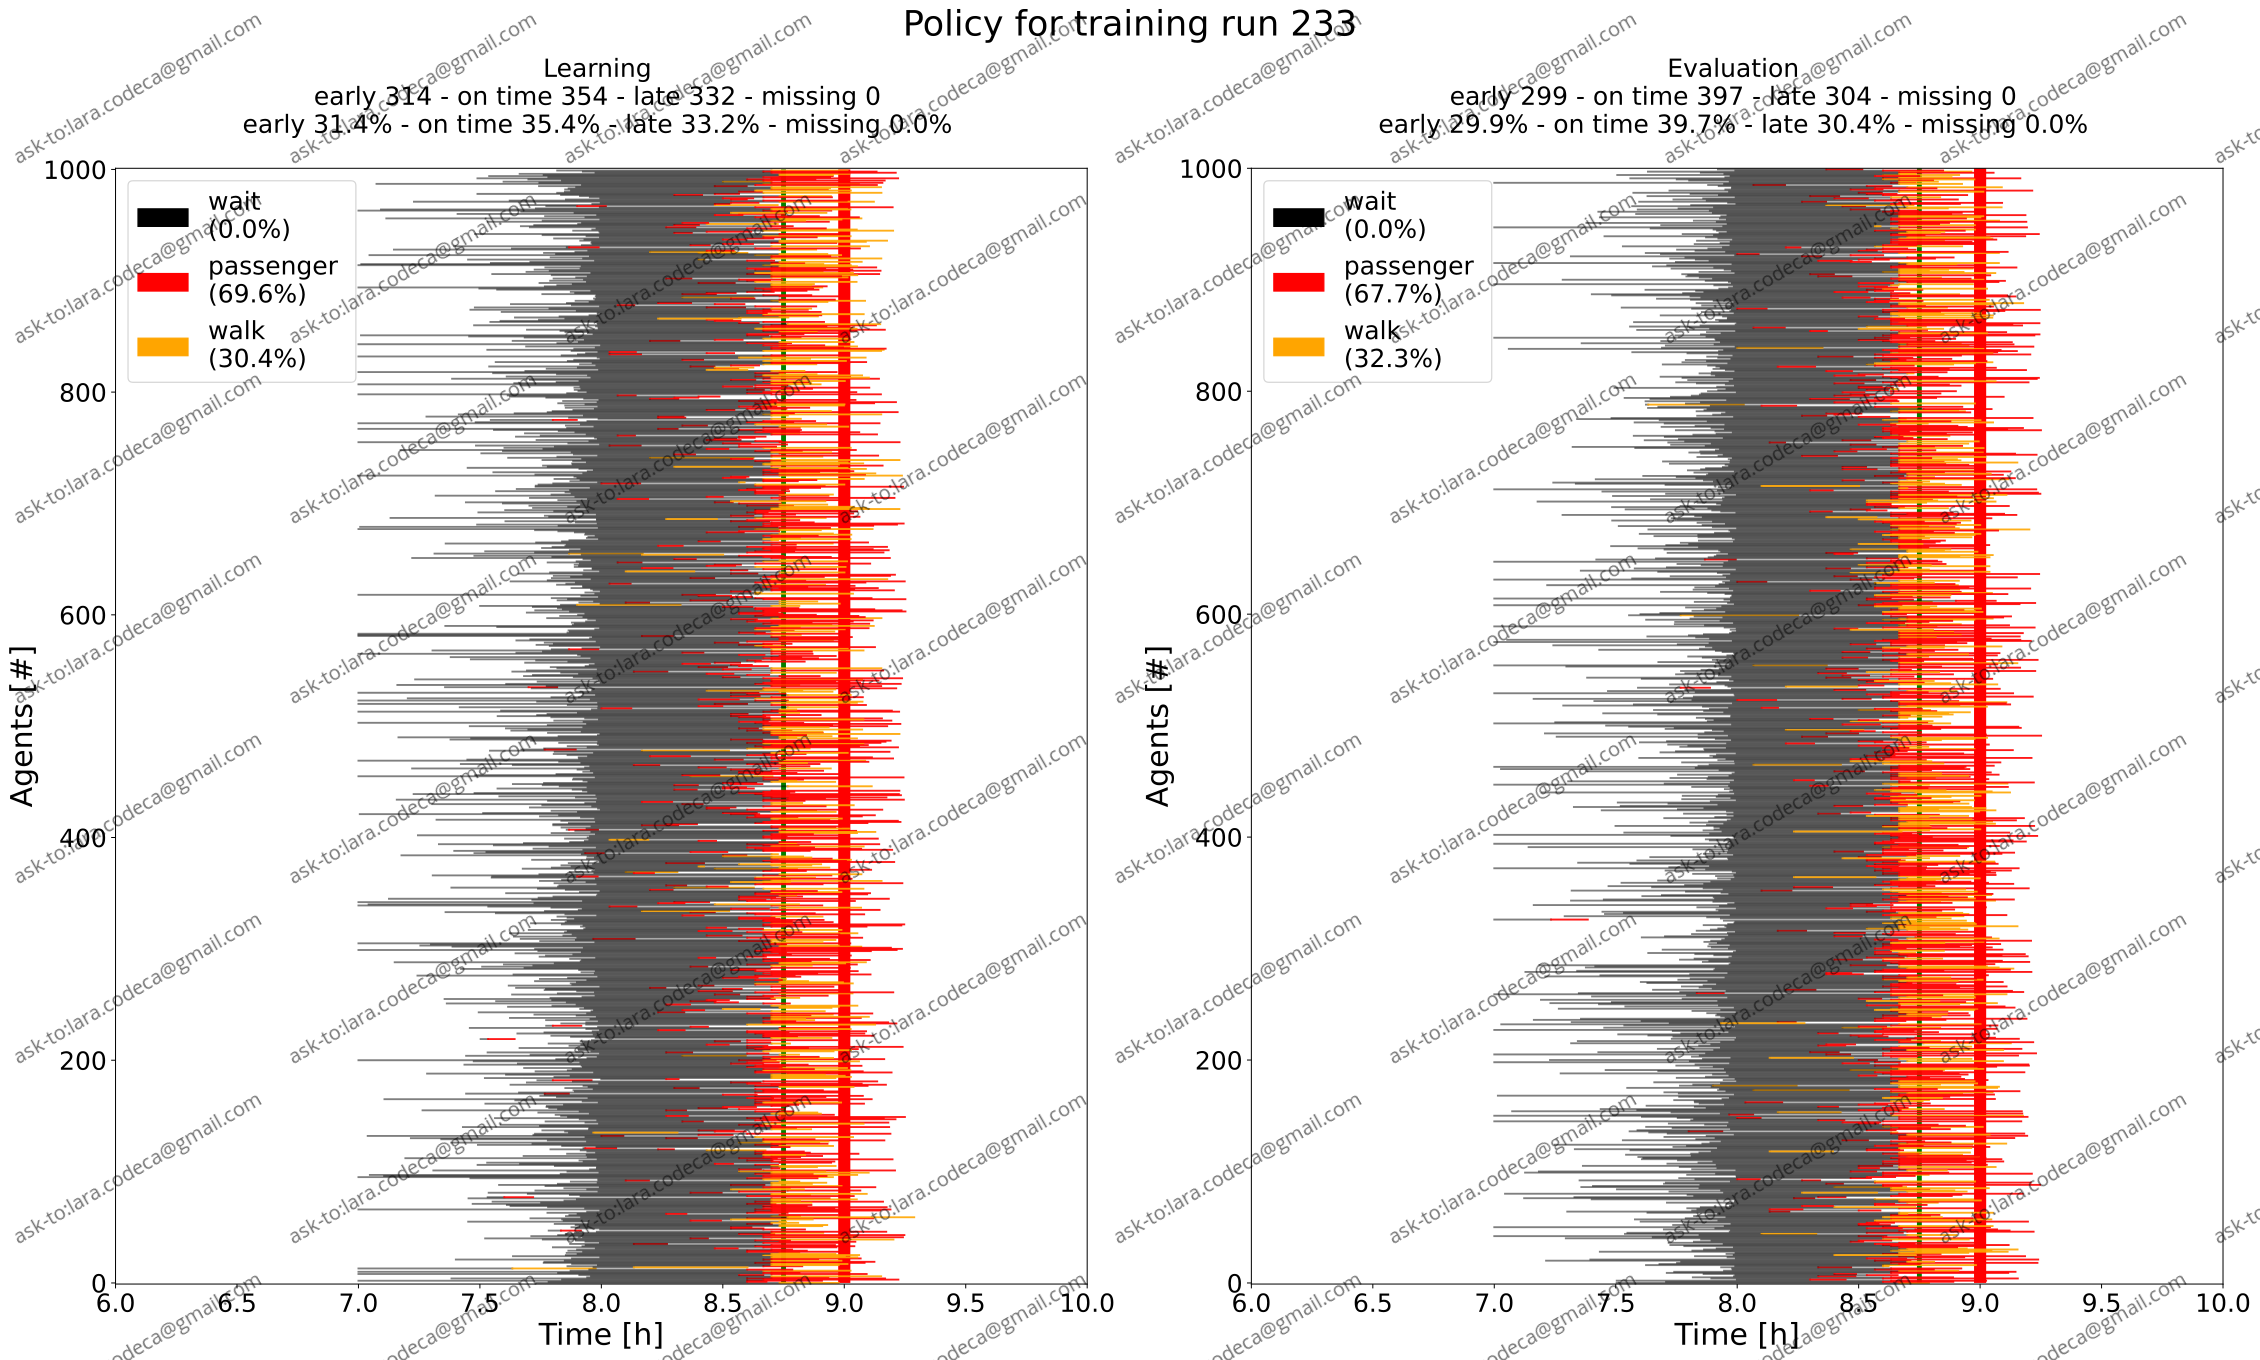 Policy for training run 233
Learning
early 314 - on time 354 - late 332 - missing 0
early 31.4% - on time 35.4% - late 33.2% - missing 0.0%
1000
800
600
400
200
0
Agents [#]
wait
(0.0%)
passenger
(69.6%)
walk
(30.4%)
6.0 6.5 7.0 7.5 8.0 8.5 9.0 9.5 10.0
Time [h]
Evaluation
early 299 - on time 397 - late 304 - missing 0
early 29.9% - on time 39.7% - late 30.4% - missing 0.0%
1000
800
600
400
200
0
Agents [#]
wait
(0.0%)
passenger
(67.7%)
walk
(32.3%)
6.0 6.5 7.0 7.5 8.0 8.5 9.0 9.5 10.0
Time [h]
ask-to:lara.codeca@gmail.com